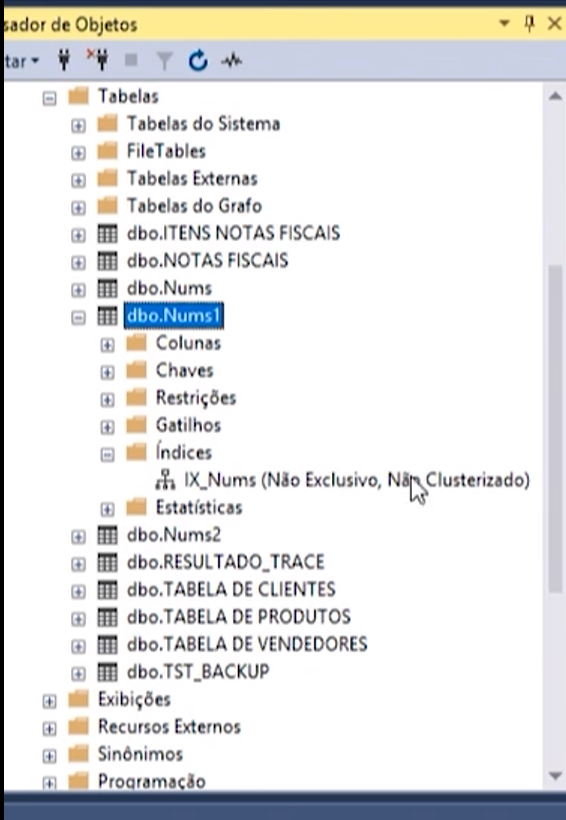 sador de Objetos
tar
Tabelas
Tabelas do Sistema
FileTables
Tabelas Externas
Tabelas do Grafo
dbo.ITENS NOTAS FISCAIS
dbo.NOTAS FISCAIS
dbo.Nums
dbo.Nums1
Colunas
Chaves
Restrições
Gatilhos
Índices
IX_Nums (Não Exclusivo, Não Clusterizado)
Estatísticas
dbo.Nums2
dbo.RESULTADO_TRACE
dbo.TABELA DE CLIENTES
dbo.TABELA DE PRODUTOS
dbo.TABELA DE VENDEDORES
dbo.TST_BACKUP
Exibições
Recursos Externos
Sinônimos
Programação